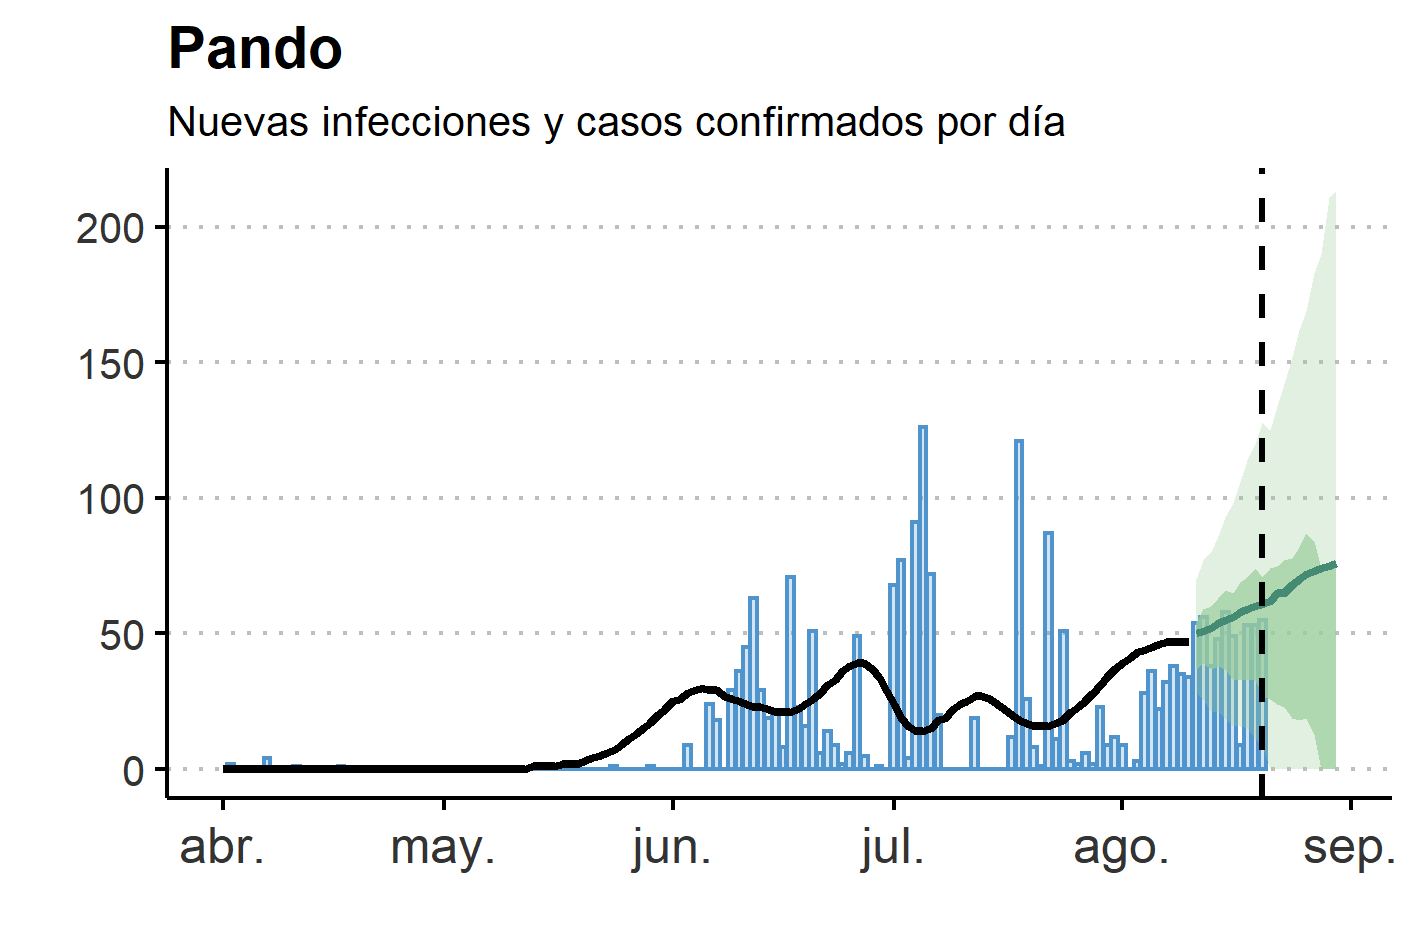 Pando
Nuevas infecciones y casos confirmados por día
200
150
100
50
0
abr. may. jun. jul. ago. sep.